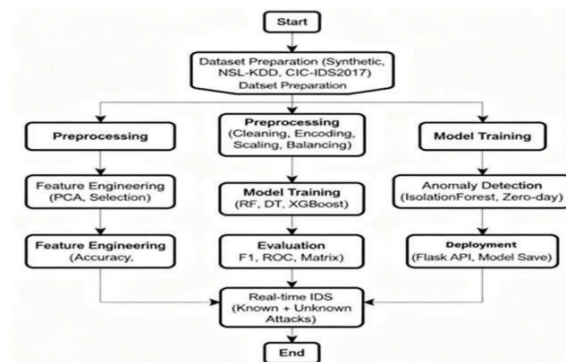 Start
Dataset Preparation (Synthetic,
NSL-KDD, CIC-IDS2017)
Datset Preparation
Preprocessing
Preprocessing
(Cleaning, Encoding,
Scaling, Balancing)
Model Training
Feature Engineering
(PCA, Selection)
Model Training
(RF, DT, XGBoost)
Anomaly Detection
(IsolationForest, Zero-day)
Feature Engineering
(Accuracy,
Evaluation
F1, ROC, Matrix)
Deployment
(Flask API, Model Save)
Real-time IDS
(Known + Unknown
Attacks)
End